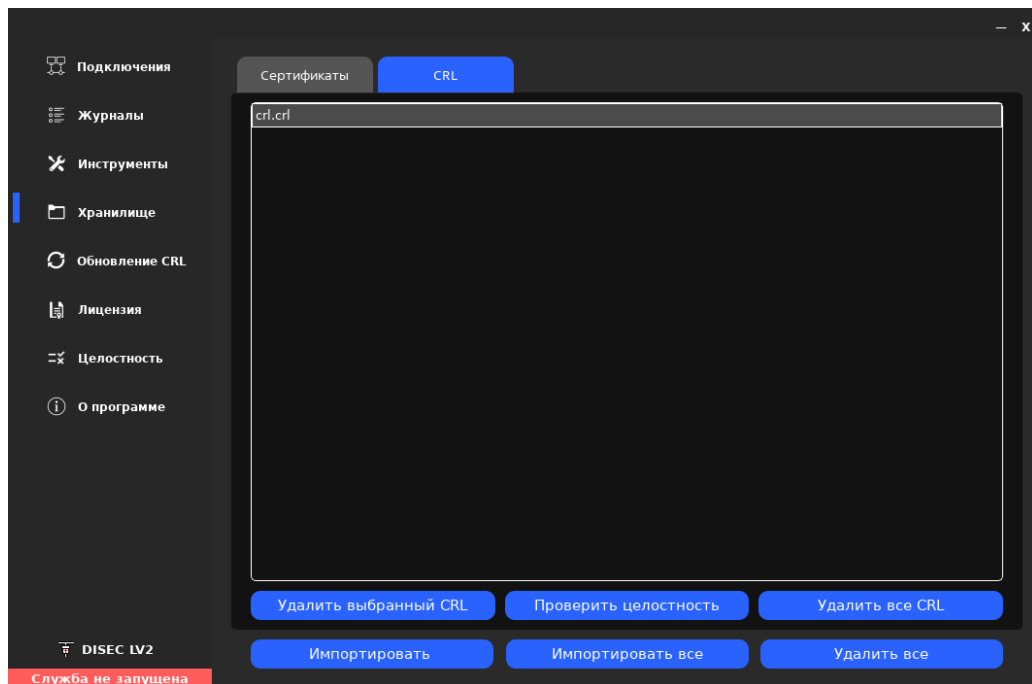 — X
Подключения
Журналы
Инструменты
Хранилище
Обновление CRL
Лицензия
Целостность
О программе
DISEC LV2
Служба не запущена
Сертификаты CRL
crl.crl
Удалить выбранный CRL Проверить целостность Удалить все CRL
Импортировать Импортировать все Удалить все